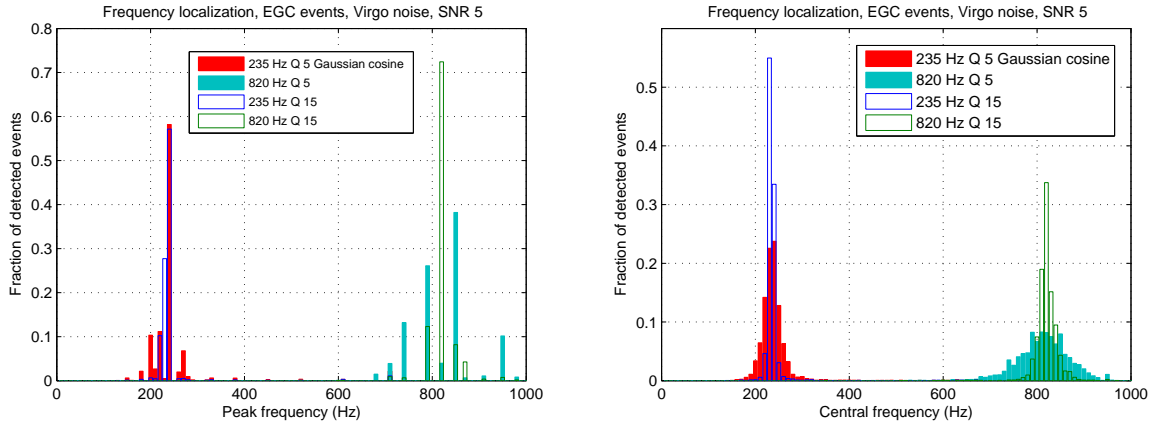 Frequency localization, EGC events, Virgo noise, SNR 5
0.8
0.7
0.6
0.5
0.4
0.3
0.2
0.1
0
Fraction of detected events
235 Hz Q 5 Gaussian cosine
820 Hz Q 5
235 Hz Q 15
820 Hz Q 15
0 200 400 600 800 1000
Peak frequency (Hz)
Frequency localization, EGC events, Virgo noise, SNR 5
0.5
0.4
0.3
0.2
0.1
0
Fraction of detected events
235 Hz Q 5 Gaussian cosine
820 Hz Q 5
235 Hz Q 15
820 Hz Q 15
0 200 400 600 800 1000
Central frequency (Hz)